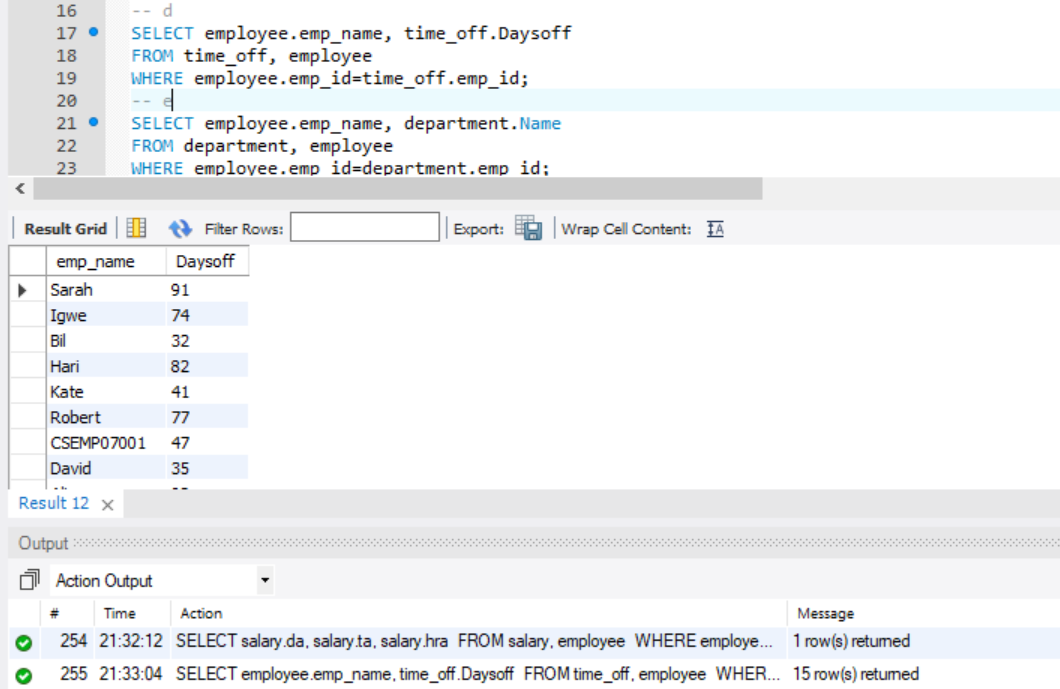 16 -- d
17 SELECT employee.emp_name, time_off.Daysoff
18 FROM time_off, employee
19 WHERE employee.emp_id=time_off.emp_id;
20 -- e
21 SELECT employee.emp_name, department.Name
22 FROM department, employee
23 WHERE employee.emp_id=department.emp_id;
Result Grid Filter Rows: Export: Wrap Cell Content:
emp_name Daysoff
Sarah 91
Igwe 74
Bil 32
Hari 82
Kate 41
Robert 77
CSEMP07001 47
David 35
Result 12
Output
Action Output
# Time Action Message
254 21:32:12 SELECT salary.da, salary.ta, salary.hra FROM salary, employee WHERE employe... 1 row(s) returned
255 21:33:04 SELECT employee.emp_name, time_off.Daysoff FROM time_off, employee WHER... 15 row(s) returned